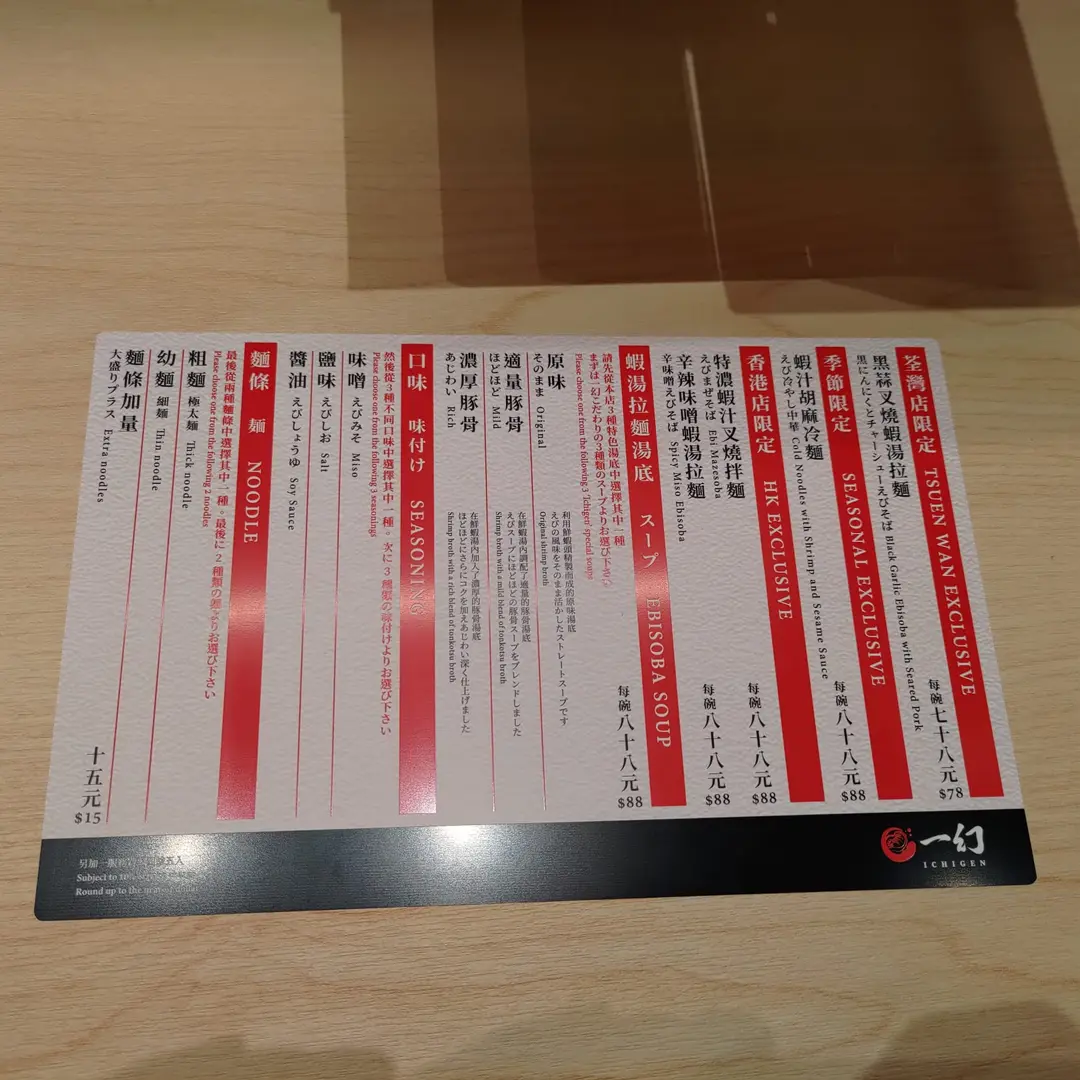 荃灣店限定 TSUEN WAN EXCLUSIVE
黑蒜叉燒蝦湯拉麵
黒にんにくとチャーシューえびそば Black Garlic Ebisoba with Seared Pork
每碗七十八元
$78
季節限定 SEASONAL EXCLUSIVE
蝦汁胡麻冷麵
えび冷やし中華 Cold Noodles with Shrimp and Sesame Sauce
每碗八十八元
$88
香港店限定 HK EXCLUSIVE
特濃蝦汁叉燒拌麵
えびまぜそば Ebi Mazesoba
每碗八十八元
$88
辛辣味噌蝦湯拉麵
辛味噌えびそば Spicy Miso Ebisoba
每碗八十八元
$88
蝦湯拉麵湯底 スープ EBISOBA SOUP
每碗八十八元
$88
請先從本店3種特色湯底中選擇其中一種
まずは一幻こだわりの3種類のスープよりお選び下さい
Please choose one from the following 3 'Ichigen' special soups
原味
そのまま Original
利用鮮蝦頭精製而成的原味湯底
えびの風味をそのまま活かしたストレートスープです
Original shrimp broth
適量豚骨
ほどほど Mild
在鮮蝦湯內調配了適量的豚骨湯底
えびスープにほどほどの豚骨スープをブレンドしました
Shrimp broth with a mild blend of tonkotsu broth
濃厚豚骨
あじわい Rich
在鮮蝦湯內加入了濃厚的豚骨湯底
ほどほどにさらにコクを加えあじわい深く仕上げました
Shrimp broth with a rich blend of tonkotsu broth
口味 味付け SEASONING
然後從3種不同口味中選擇其中一種。次に3種類の味付けよりお選び下さい
Please choose one from the following 3 seasonings
味噌 えびみそ Miso
鹽味 えびしお Salt
醬油 えびしょうゆ Soy Sauce
麵條 麺 NOODLE
最後從兩種麵條中選擇其中一種。最後に2種類の麺よりお選び下さい
Please choose one from the following 2 noodles
粗麵 極太麺 Thick noodle
幼麵 細麺 Thin noodle
麵條加量
大盛りプラス Extra noodles
十五元
$15
一幻
ICHIGEN
另加一服務
Subject to 10%
Round up to the